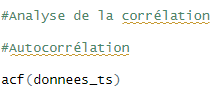 #Analyse de la corrélation
#Autocorrélation
acf(donnees_ts)